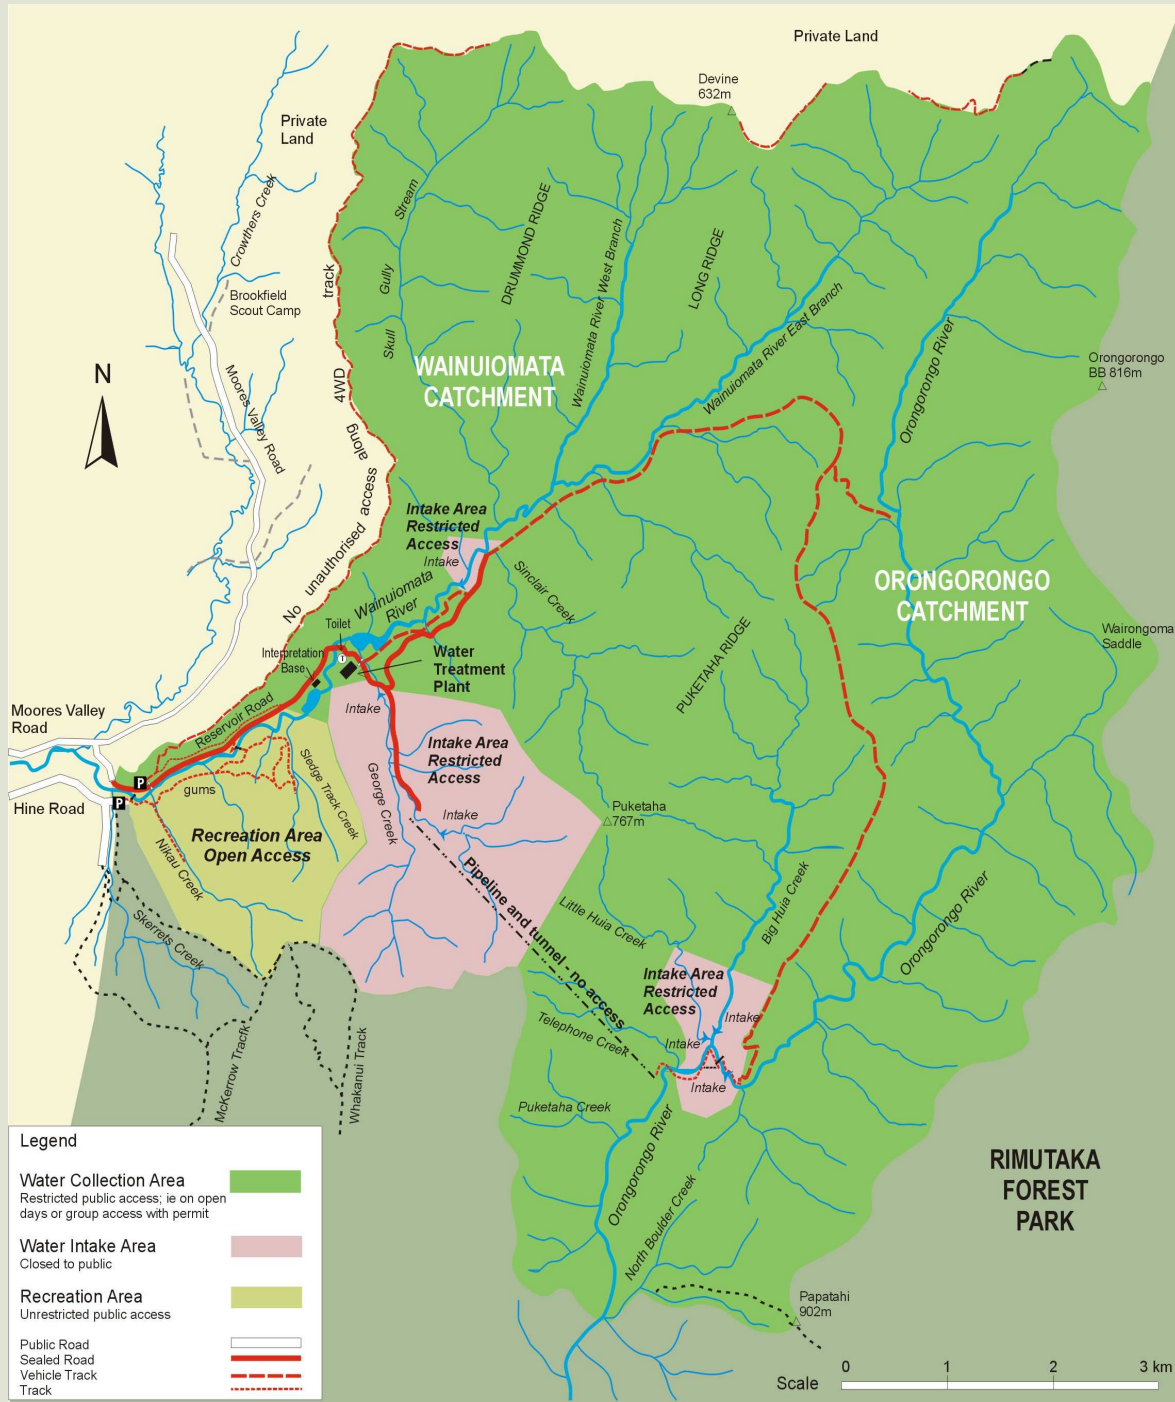 Private Land
Devine
632m
Private
Land
Crowthers Creek
Stream
DRUMMOND RIDGE
Wainuiomata River West Branch
LONG RIDGE
Brookfield
Scout Camp
track
Gully
Skull
Wainuiomata River East Branch
Orongorongo River
Orongorongo
BB 816m
WAINUIOMATA
CATCHMENT
N
Moores Valley Road
4WD
along
No unauthorised access
Intake Area
Restricted
Access
Intake
Sinclair Creek
ORONGORONGO
CATCHMENT
Wainuiomata
River
Toilet
Interpretation
Base
Water
Treatment
Plant
Wairongomai
Saddle
PUKETAHA RIDGE
Moores Valley
Road
Reservoir Road
Intake
Intake Area
Restricted
Access
P
gums
Sledge Track Creek
George Creek
Hine Road
P
Intake
Puketaha
767m
Recreation Area
Open Access
Nikau Creek
Skerrets Creek
Pipeline and tunnel - no access
Little Huia Creek
Big Huia Creek
Orongorongo River
Intake Area
Restricted
Access
Intake
Intake
Intake
Telephone Creek
McKerrow Track
Whakanui Track
Puketaha Creek
Orongorongo River
North Boulder Creek
RIMUTAKA
FOREST
PARK
Papatahi
902m
Legend
Water Collection Area
Restricted public access; ie on open
days or group access with permit
Water Intake Area
Closed to public
Recreation Area
Unrestricted public access
Public Road
Sealed Road
Vehicle Track
Track
Scale
0 1 2 3 km